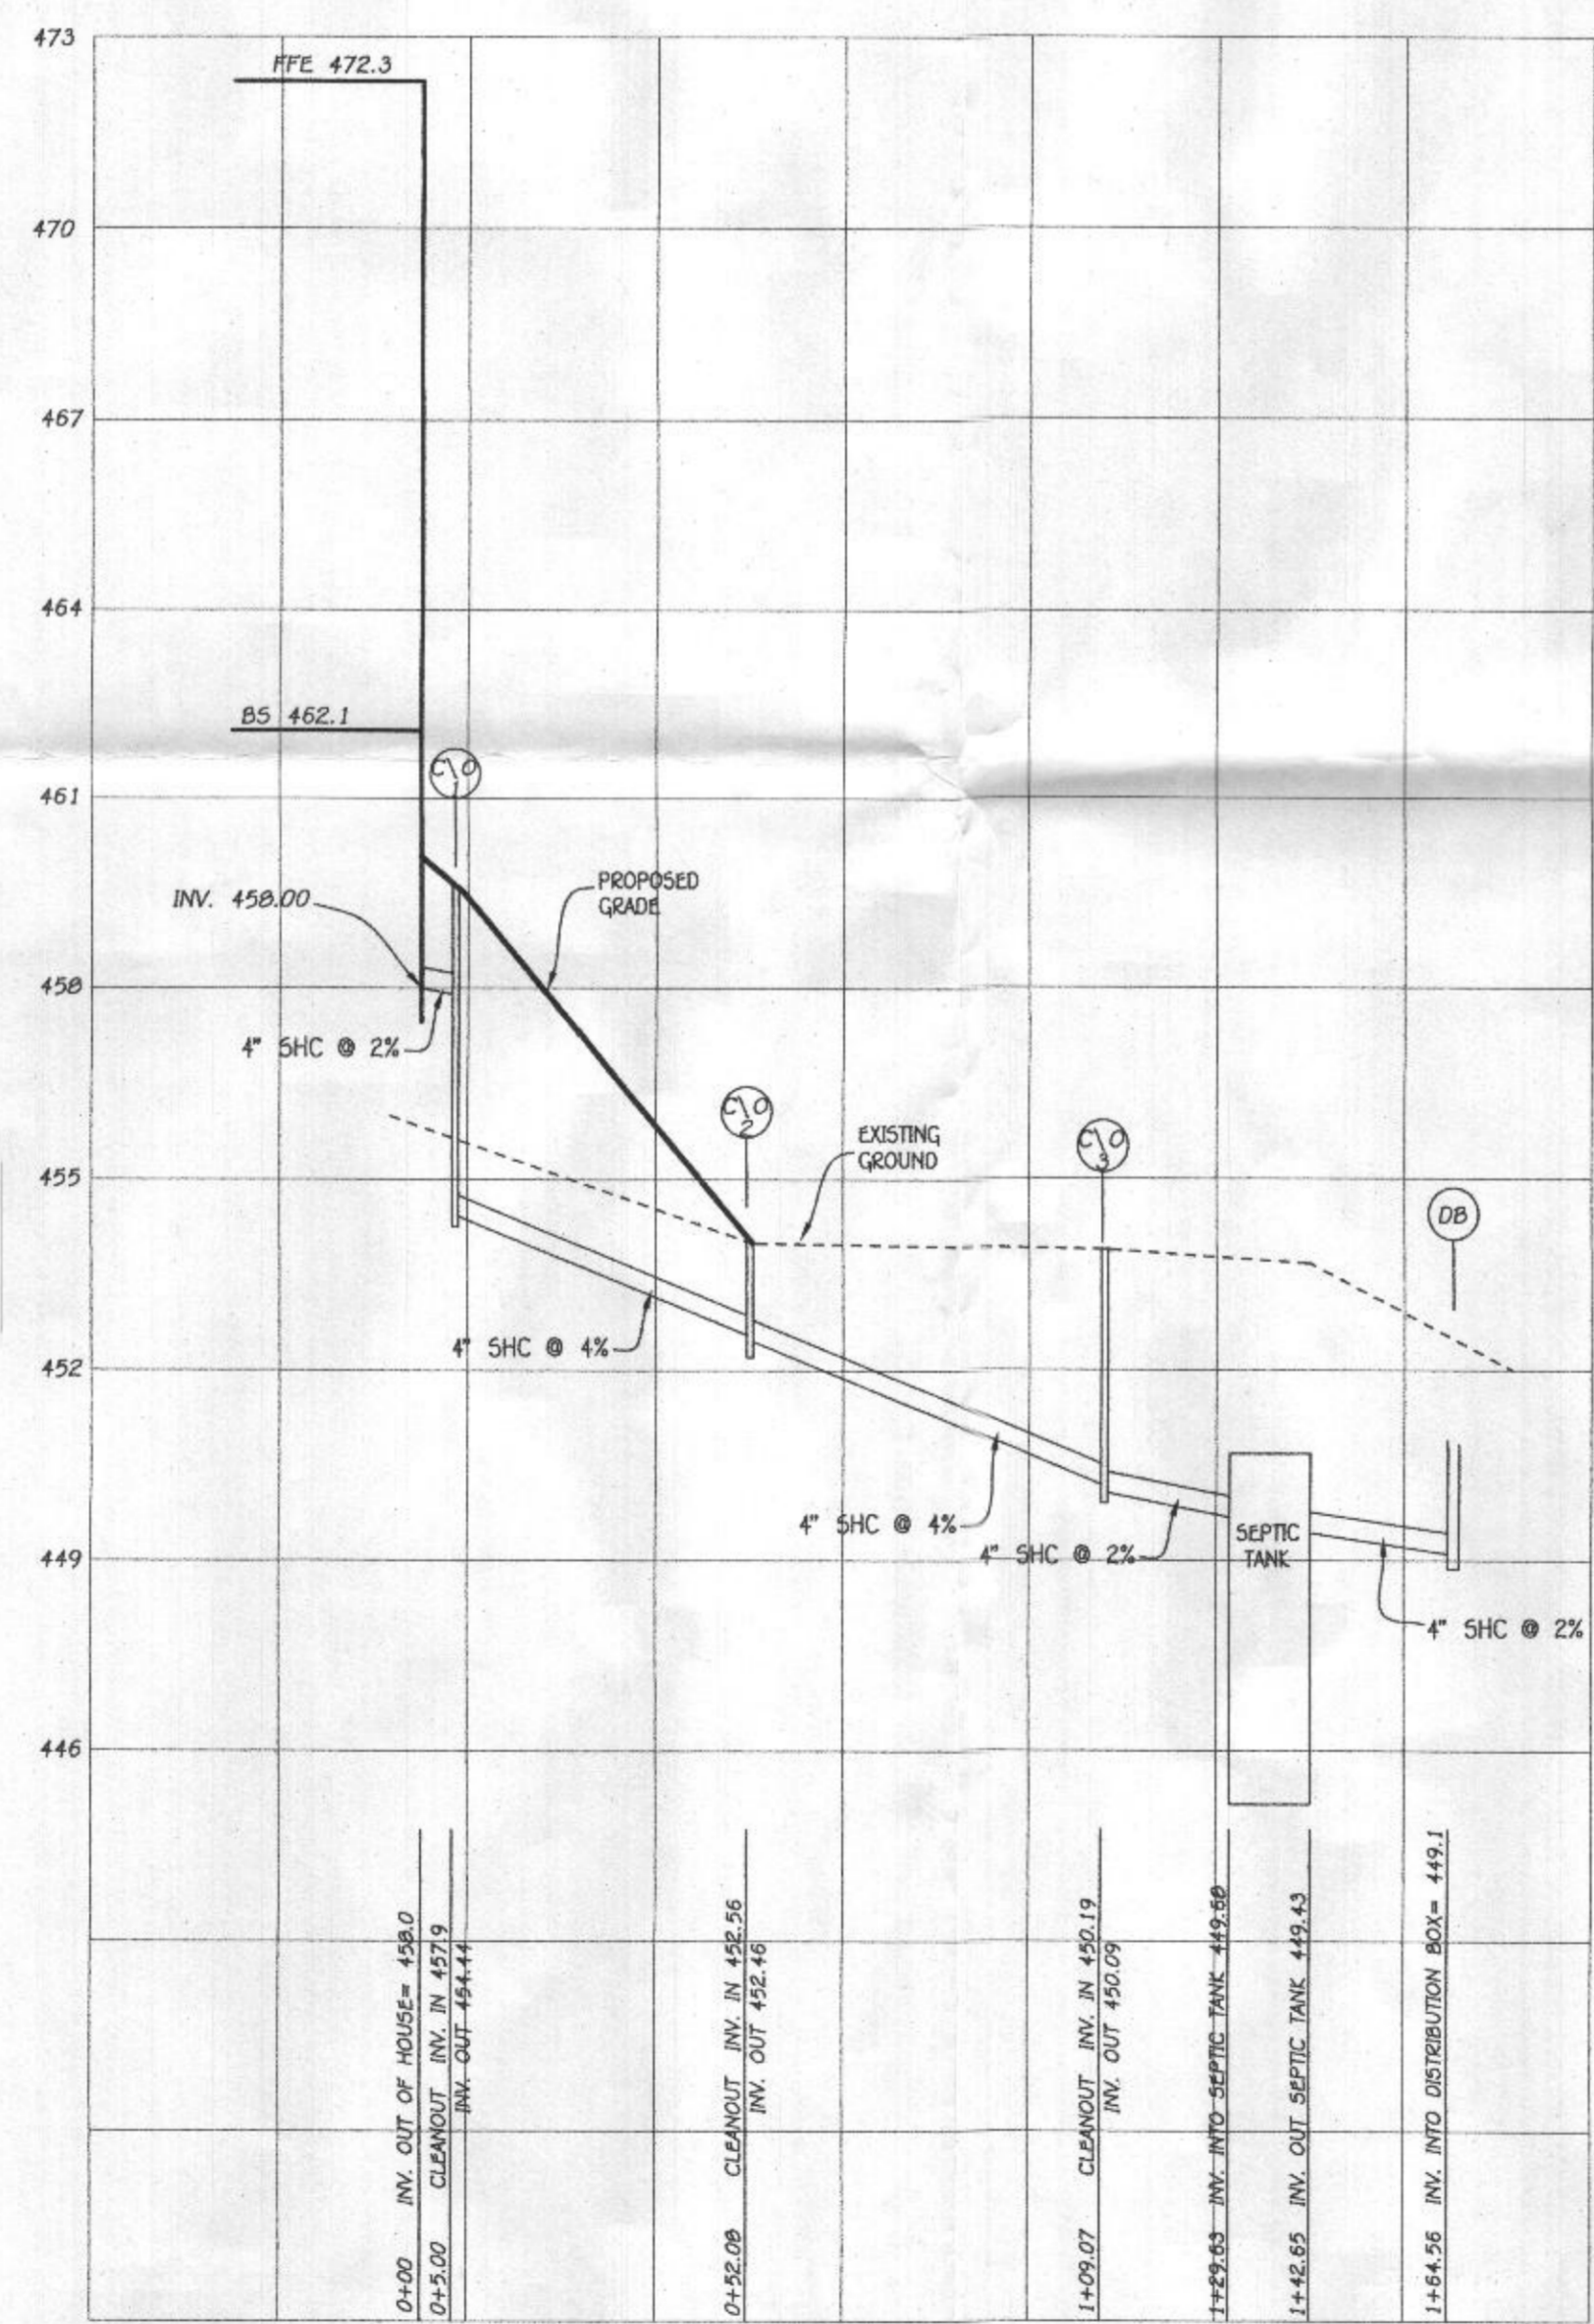 473
FFE 472.3
470
467
464
BS 462.1
461
C\O
1
INV. 458.00
PROPOSED
GRADE
458
4" SHC @ 2%
C\O
2
EXISTING
GROUND
C\O
3
455
DB
452
4" SHC @ 4%
4" SHC @ 4%
4" SHC @ 2%
449
SEPTIC
TANK
4" SHC @ 2%
446
0+00 INV. OUT OF HOUSE= 458.0
0+5.00 CLEANOUT INV. IN 457.9
INV. OUT 454.44
0+52.08 CLEANOUT INV. IN 452.56
INV. OUT 452.46
1+09.07 CLEANOUT INV. IN 450.19
INV. OUT 450.09
1+29.63 INV. INTO SEPTIC TANK 449.68
1+42.65 INV. OUT SEPTIC TANK 449.43
1+64.56 INV. INTO DISTRIBUTION BOX= 449.1